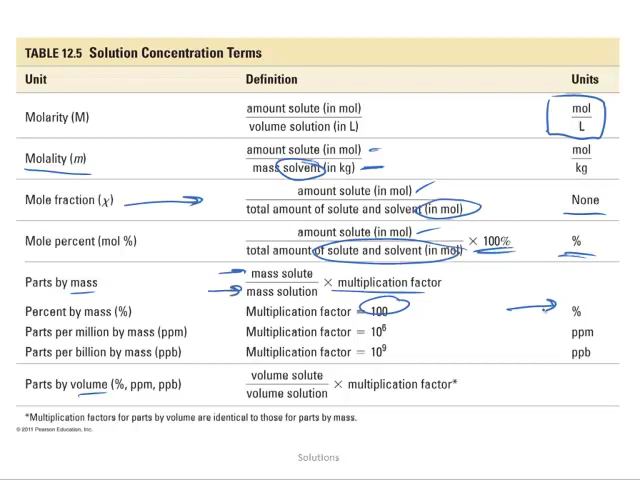 TABLE 12.5 Solution Concentration Terms
Unit Definition Units
Molarity (M) amount solute (in mol) mol
volume solution (in L) L
Molality (m) amount solute (in mol) mol
mass solvent (in kg) kg
Mole fraction (χ) amount solute (in mol) None
total amount of solute and solvent (in mol)
Mole percent (mol %) amount solute (in mol) × 100% %
total amount of solute and solvent (in mol)
Parts by mass mass solute × multiplication factor
mass solution
Percent by mass (%) Multiplication factor = 100 %
Parts per million by mass (ppm) Multiplication factor = 10⁶ ppm
Parts per billion by mass (ppb) Multiplication factor = 10⁹ ppb
Parts by volume (%, ppm, ppb) volume solute × multiplication factor*
volume solution
*Multiplication factors for parts by volume are identical to those for parts by mass.
© 2011 Pearson Education, Inc.
Solutions